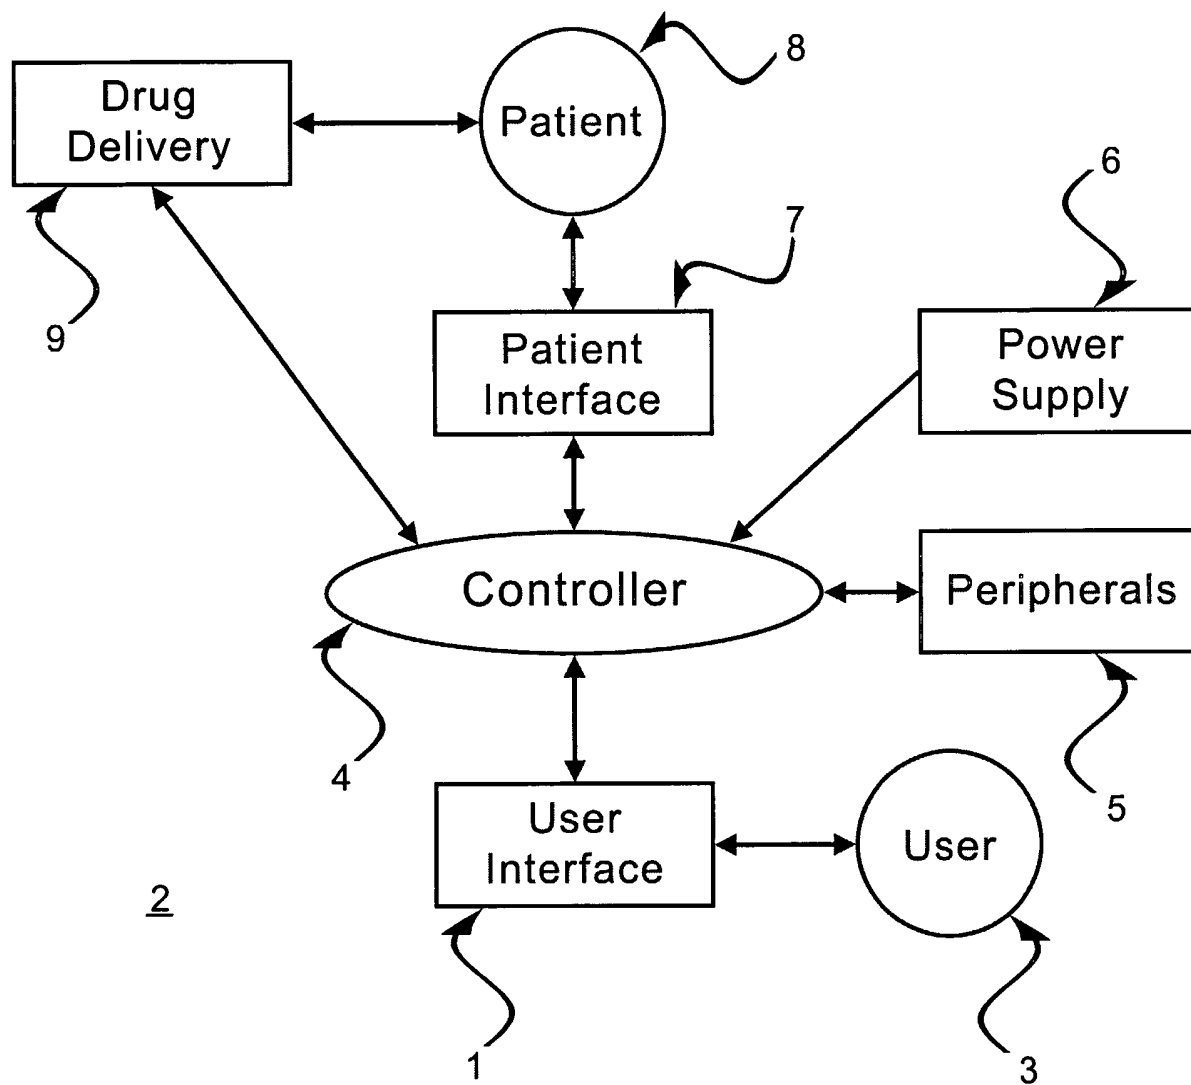 8
Drug
Delivery
Patient
6
7
9
Patient
Interface
Power
Supply
Controller
Peripherals
4
5
User
Interface
User
2
1
3